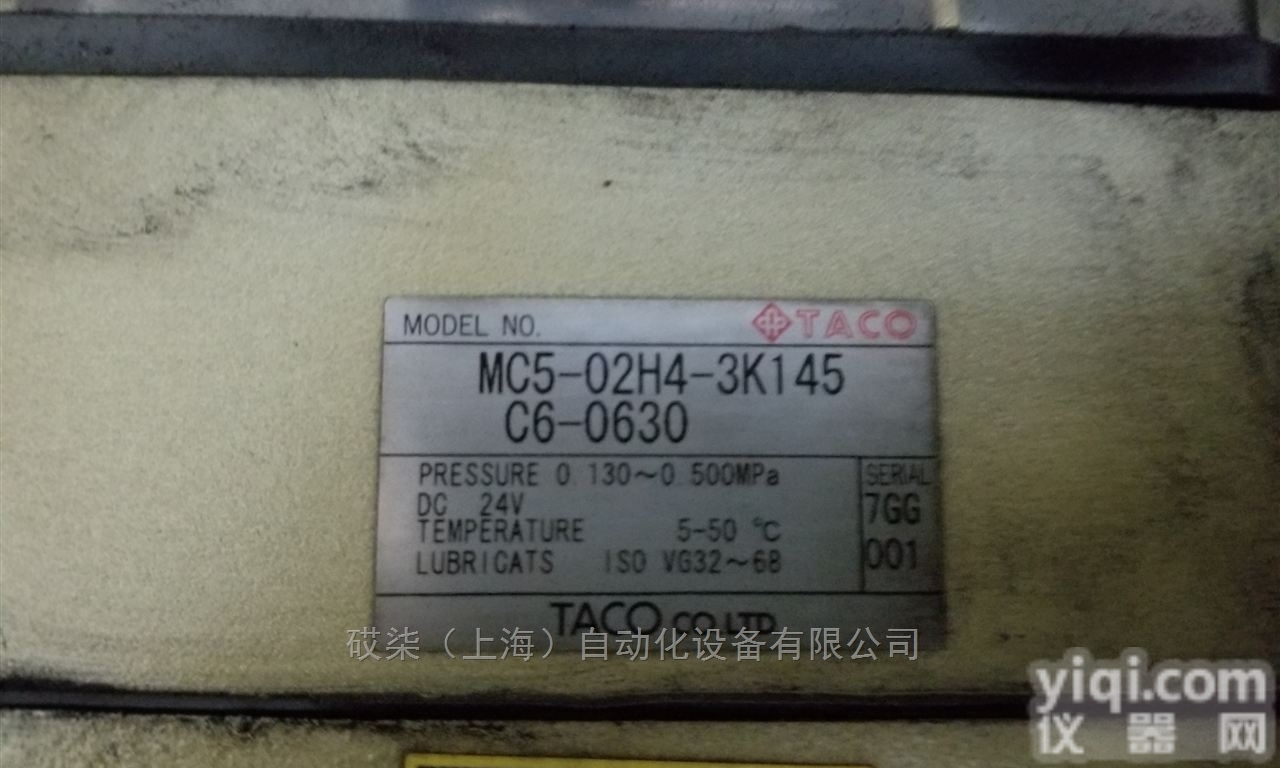 MODEL NO. TACO
MC5-02H4-3K145
C6-0630
PRESSURE 0.130～0.500MPa
SERIAL
DC 24V
7GG
TEMPERATURE 5-50 ℃
LUBRICATS ISO VG32～68
001
TACO CO.LTD
砹柒（上海）自动化设备有限公司
yiqi.com
仪器网